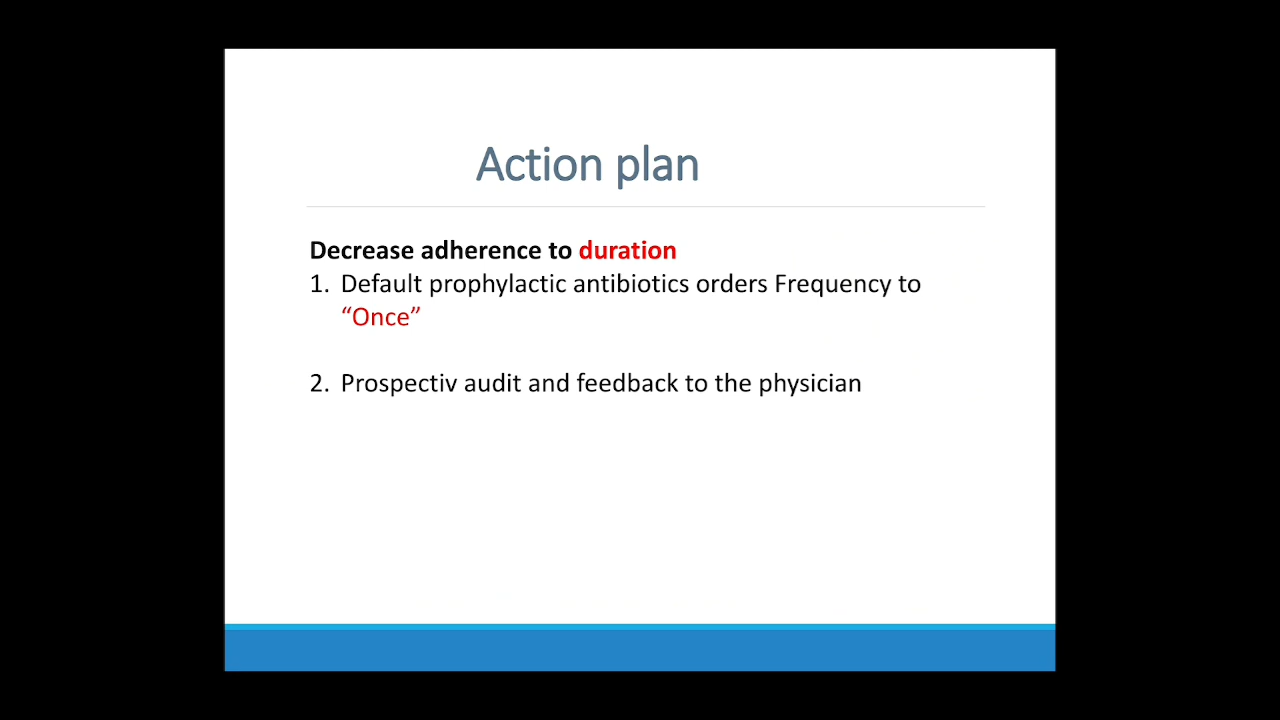 Action plan
Decrease adherence to duration
1. Default prophylactic antibiotics orders Frequency to
“Once”
2. Prospectiv audit and feedback to the physician